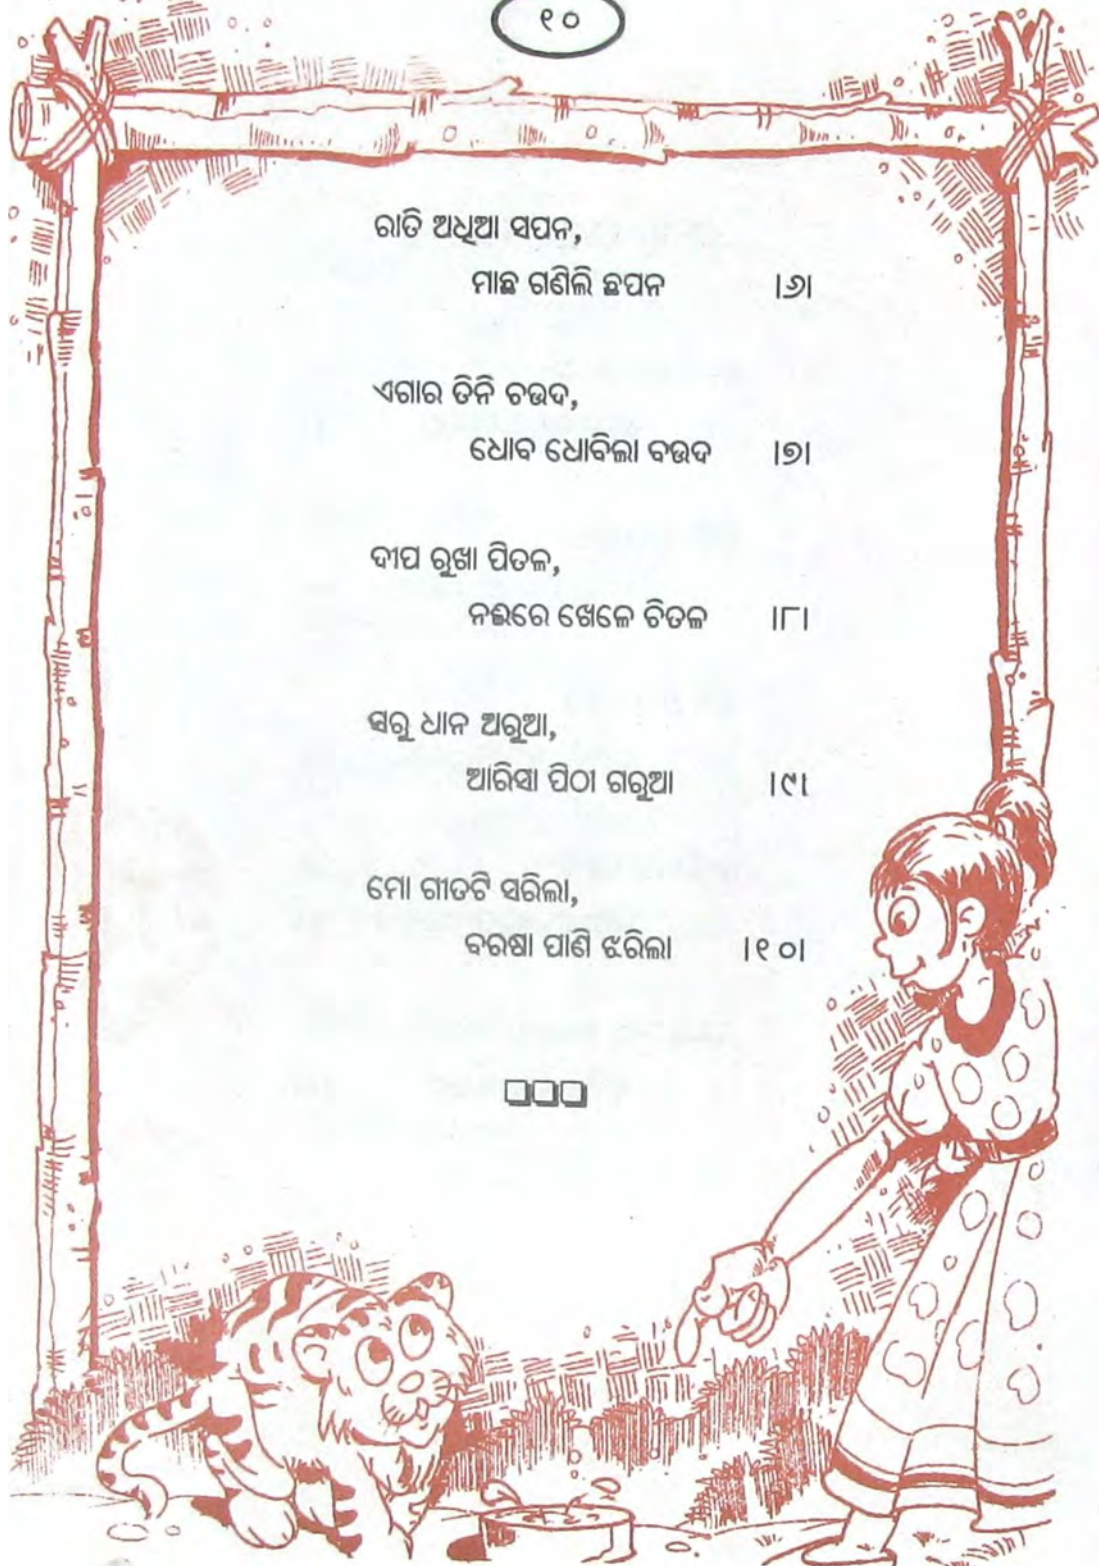 ୧୦
ରାତି ଅଧିଆ ସପନ,
ମାଛ ଗଣିଲି ଛପନ ।୬।
ଏଗାର ତିନି ଚଉଦ,
ଧୋବ ଧୋବିଲା ବଉଦ ।୭।
ଦୀପ ରୁଖା ପିତଳ,
ନଈରେ ଖେଳେ ଚିତଳ ।୮।
ସରୁ ଧାନ ଅରୁଆ,
ଆରିସା ପିଠା ଗରୁଆ ।୯।
ମୋ ଗୀତଟି ସରିଲା,
ବରଷା ପାଣି ଝରିଲା ।୧୦।